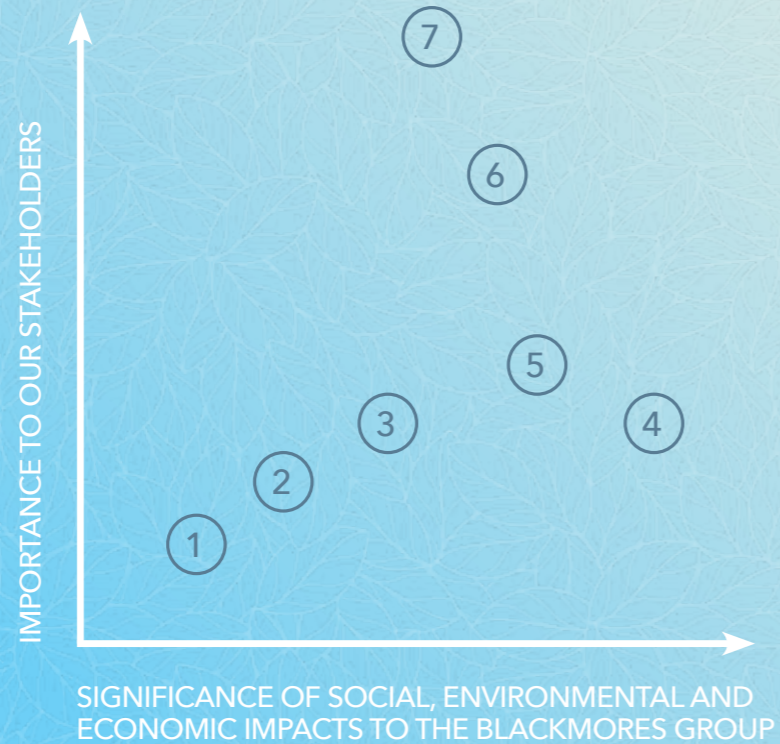 7
6
5
3
4
2
1
IMPORTANCE TO OUR STAKEHOLDERS
SIGNIFICANCE OF SOCIAL, ENVIRONMENTAL AND
ECONOMIC IMPACTS TO THE BLACKMORES GROUP